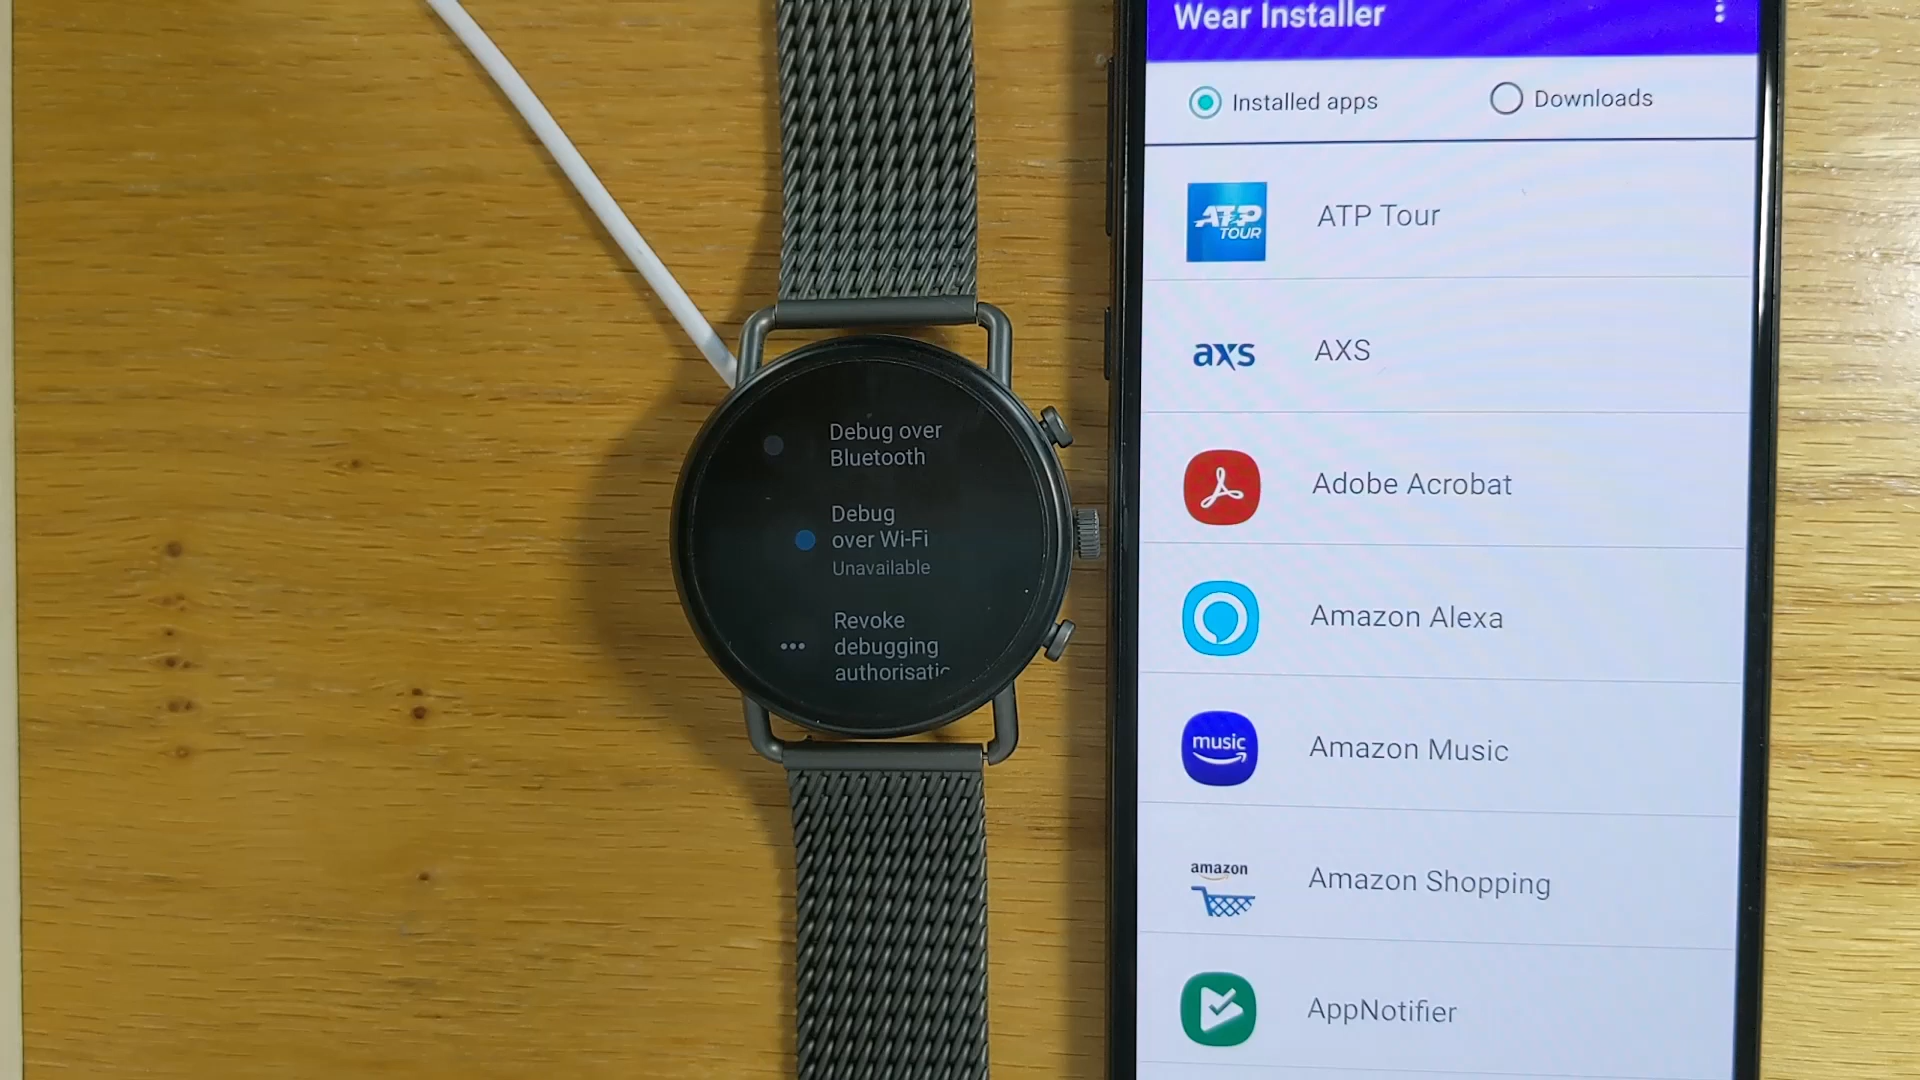 Wear Installer
Installed apps
Downloads
ATP
TOUR
ATP Tour
axs
AXS
Adobe Acrobat
Amazon Alexa
music
Amazon Music
amazon
Amazon Shopping
AppNotifier
Debug over
Bluetooth
Debug
over Wi-Fi
Unavailable
Revoke
debugging
authorisatic